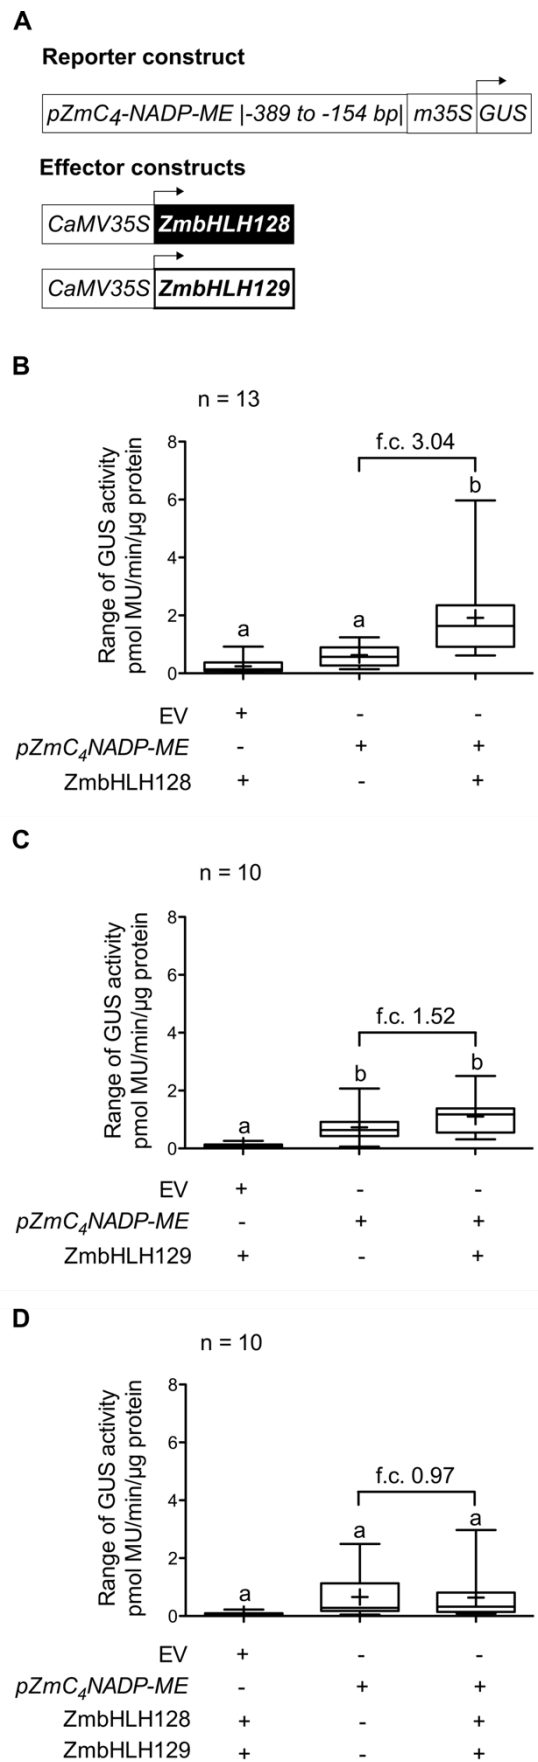 A
Reporter construct
pZmC4-NADP-ME |-389 to -154 bp| m35S GUS
Effector constructs
CaMV35S ZmbHLH128
CaMV35S ZmbHLH129
B
n = 13
Range of GUS activity
pmol MU/min/µg protein
8
6
4
2
0
f.c. 3.04
a
a
b
EV + - -
pZmC4NADP-ME - + +
ZmbHLH128 + - +
C
n = 10
Range of GUS activity
pmol MU/min/µg protein
8
6
4
2
0
f.c. 1.52
a
b
b
EV + - -
pZmC4NADP-ME - + +
ZmbHLH129 + - +
D
n = 10
Range of GUS activity
pmol MU/min/µg protein
8
6
4
2
0
f.c. 0.97
a
a
a
EV + - -
pZmC4NADP-ME - + +
ZmbHLH128 + - +
ZmbHLH129 + - +